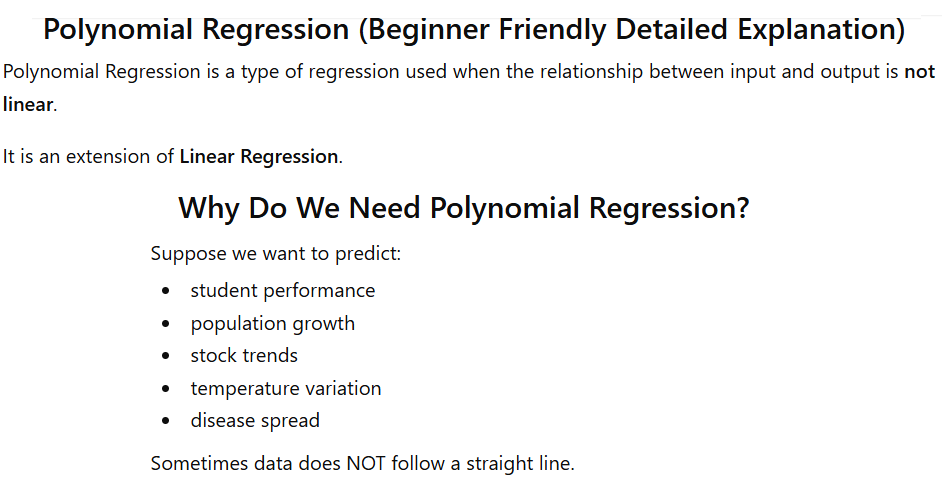 Polynomial Regression (Beginner Friendly Detailed Explanation)
Polynomial Regression is a type of regression used when the relationship between input and output is not
linear.
It is an extension of Linear Regression.
Why Do We Need Polynomial Regression?
Suppose we want to predict:
• student performance
• population growth
• stock trends
• temperature variation
• disease spread
Sometimes data does NOT follow a straight line.